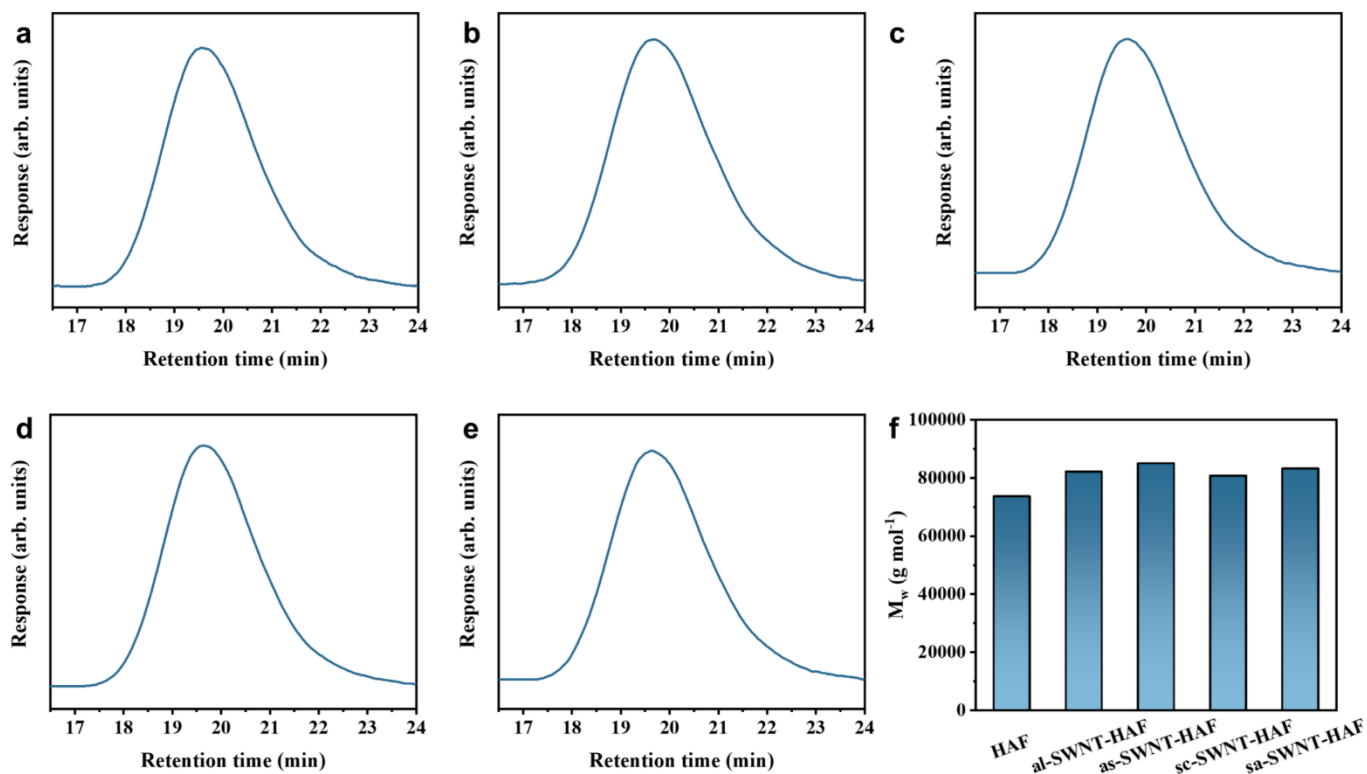 a
Response (arb. units)
17 18 19 20 21 22 23 24
Retention time (min)
b
Response (arb. units)
17 18 19 20 21 22 23 24
Retention time (min)
c
Response (arb. units)
17 18 19 20 21 22 23 24
Retention time (min)
d
Response (arb. units)
17 18 19 20 21 22 23 24
Retention time (min)
e
Response (arb. units)
17 18 19 20 21 22 23 24
Retention time (min)
f
M_w (g mol⁻¹)
100000
80000
60000
40000
20000
0
HAF
al-SWNT-HAF
as-SWNT-HAF
sc-SWNT-HAF
sa-SWNT-HAF